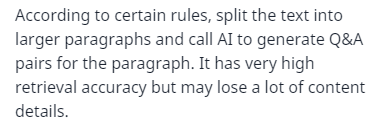 According to certain rules, split the text into
larger paragraphs and call AI to generate Q&A
pairs for the paragraph. It has very high
retrieval accuracy but may lose a lot of content
details.